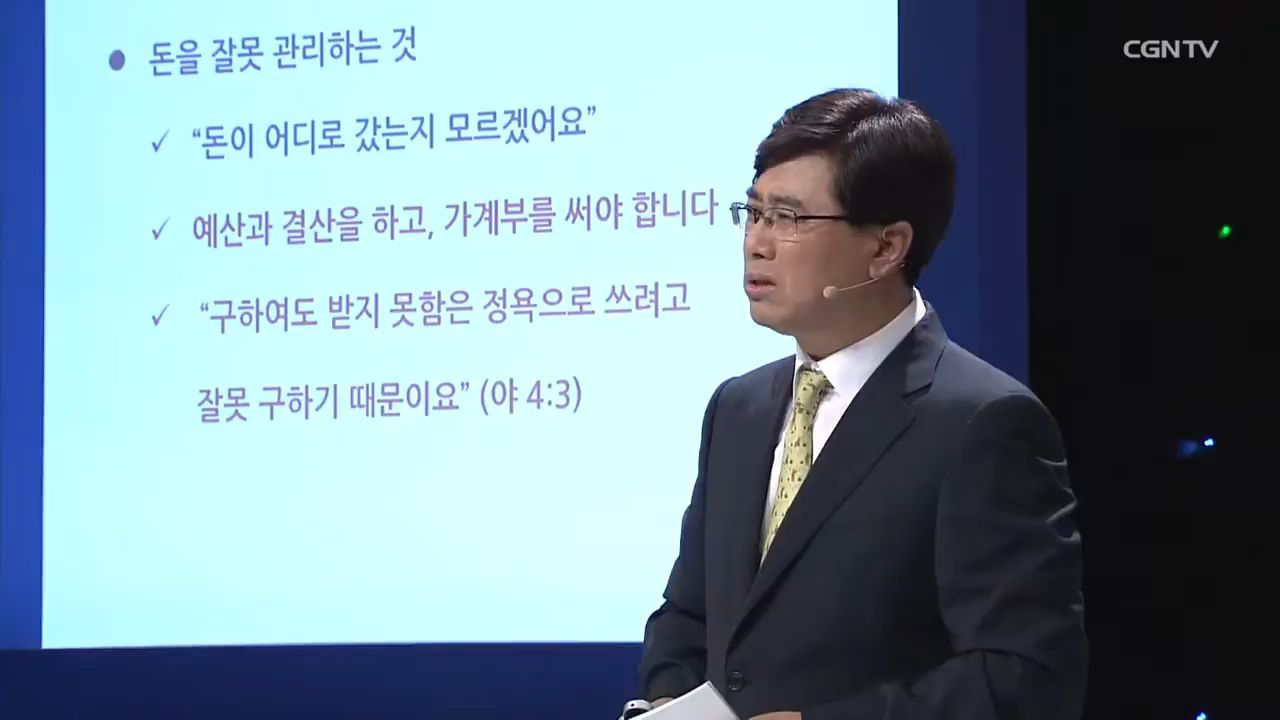 CGNTV
● 돈을 잘못 관리하는 것
✓ “돈이 어디로 갔는지 모르겠어요”
✓ 예산과 결산을 하고, 가계부를 써야 합니다
✓ “구하여도 받지 못함은 정욕으로 쓰려고
잘못 구하기 때문이요” (야 4:3)